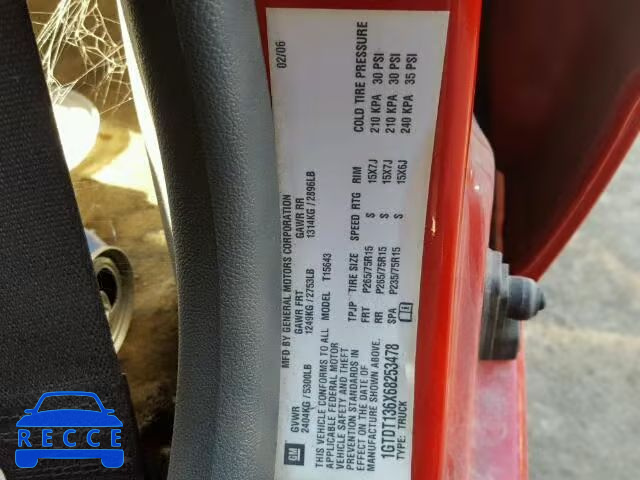 MFD BY GENERAL MOTORS CORPORATION 02/06
GVWR GAWR FRT GAWR RR
2404KG / 5300LB 1249KG / 2753LB 1314KG / 2896LB
THIS VEHICLE CONFORMS TO ALL
APPLICABLE FEDERAL MOTOR
VEHICLE SAFETY AND THEFT
PREVENTION STANDARDS IN
EFFECT ON THE DATE OF
MANUFACTURE SHOWN ABOVE.
1GTDT136X68253478
TYPE: TRUCK
MODEL T15643
TPJP TIRE SIZE SPEED RTG RIM COLD TIRE PRESSURE
FRT P265/75R15 S 15X7J 210 KPA 30 PSI
RR P265/75R15 S 15X7J 210 KPA 30 PSI
SPA P235/75R15 S 15X6J 240 KPA 35 PSI
GM
RECCE